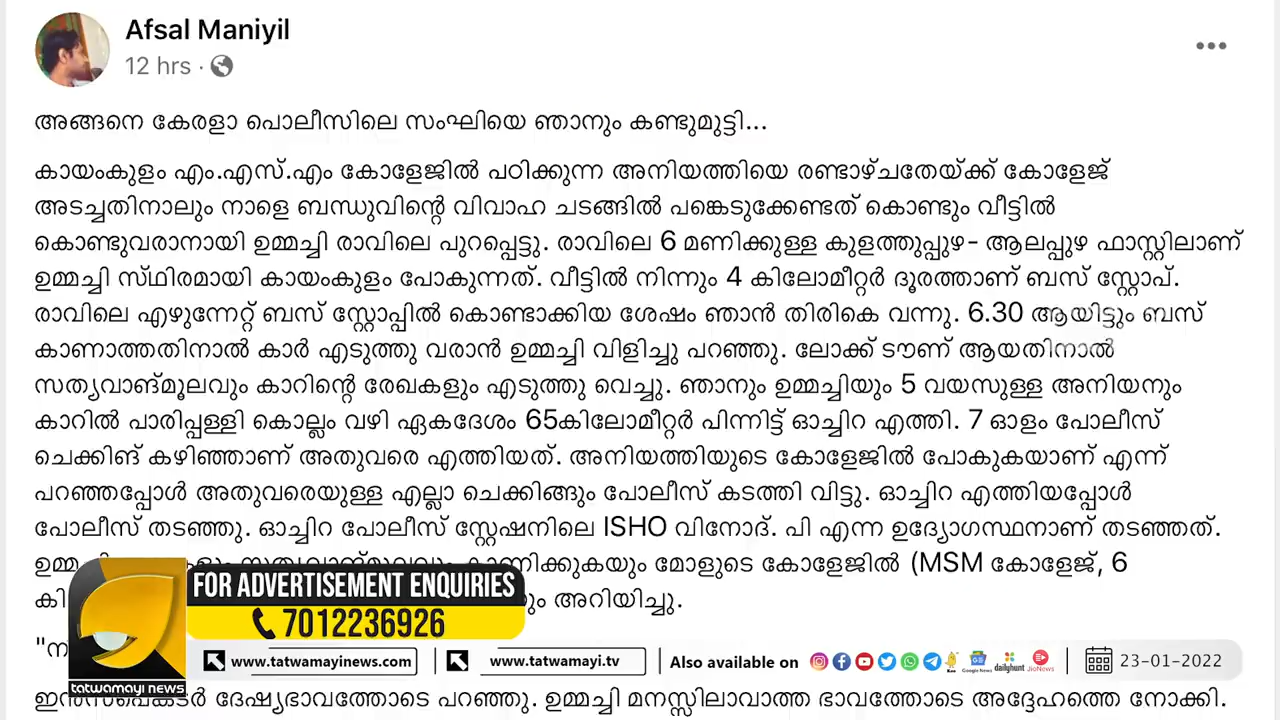 Afsal Maniyil
12 hrs ·
അങ്ങനെ കേരളാ പൊലീസിലെ സംഘിയെ ഞാനും കണ്ടുമുട്ടി...
കായംകുളം എം.എസ്.എം കോളേജിൽ പഠിക്കുന്ന അനിയത്തിയെ രണ്ടാഴ്ചതേയ്ക്ക് കോളേജ്
അടച്ചതിനാലും നാളെ ബന്ധുവിന്റെ വിവാഹ ചടങ്ങിൽ പങ്കെടുക്കേണ്ടത് കൊണ്ടും വീട്ടിൽ
കൊണ്ടുവരാനായി ഉമ്മച്ചി രാവിലെ പുറപ്പെട്ടു. രാവിലെ 6 മണിക്കുള്ള കുളത്തുപ്പുഴ- ആലപ്പുഴ ഫാസ്റ്റിലാണ്
ഉമ്മച്ചി സ്ഥിരമായി കായംകുളം പോകുന്നത്. വീട്ടിൽ നിന്നും 4 കിലോമീറ്റർ ദൂരത്താണ് ബസ് സ്റ്റോപ്.
രാവിലെ എഴുന്നേറ്റ് ബസ് സ്റ്റോപ്പിൽ കൊണ്ടാക്കിയ ശേഷം ഞാൻ തിരികെ വന്നു. 6.30 ആയിട്ടും ബസ്
കാണാത്തതിനാൽ കാർ എടുത്തു വരാൻ ഉമ്മച്ചി വിളിച്ചു പറഞ്ഞു. ലോക്ക് ടൗണ് ആയതിനാൽ
സത്യവാങ്മൂലവും കാറിന്റെ രേഖകളും എടുത്തു വെച്ചു. ഞാനും ഉമ്മച്ചിയും 5 വയസുള്ള അനിയനും
കാറിൽ പാരിപ്പള്ളി കൊല്ലം വഴി ഏകദേശം 65കിലോമീറ്റർ പിന്നിട്ട് ഓച്ചിറ എത്തി. 7 ഓളം പോലീസ്
ചെക്കിങ് കഴിഞ്ഞാണ് അതുവരെ എത്തിയത്. അനിയത്തിയുടെ കോളേജിൽ പോകുകയാണ് എന്ന്
പറഞ്ഞപ്പോൾ അതുവരെയുള്ള എല്ലാ ചെക്കിങ്ങും പോലീസ് കടത്തി വിട്ടു. ഓച്ചിറ എത്തിയപ്പോൾ
പോലീസ് തടഞ്ഞു. ഓച്ചിറ പോലീസ് സ്റ്റേഷനിലെ ISHO വിനോദ്. പി എന്ന ഉദ്യോഗസ്ഥനാണ് തടഞ്ഞത്.
മോളുടെ കോളേജിൽ (MSM കോളേജ്, 6
അറിയിച്ചു.
FOR ADVERTISEMENT ENQUIRIES
7012236926
www.tatwamayinews.com
www.tatwamayi.tv
Also available on
Google News
dailyhunt
JioNews
23-01-2022
tatwamayi news
ദേഷ്യഭാവത്തോടെ പറഞ്ഞു. ഉമ്മച്ചി മനസ്സിലാവാത്ത ഭാവത്തോടെ അദ്ദേഹത്തെ നോക്കി.